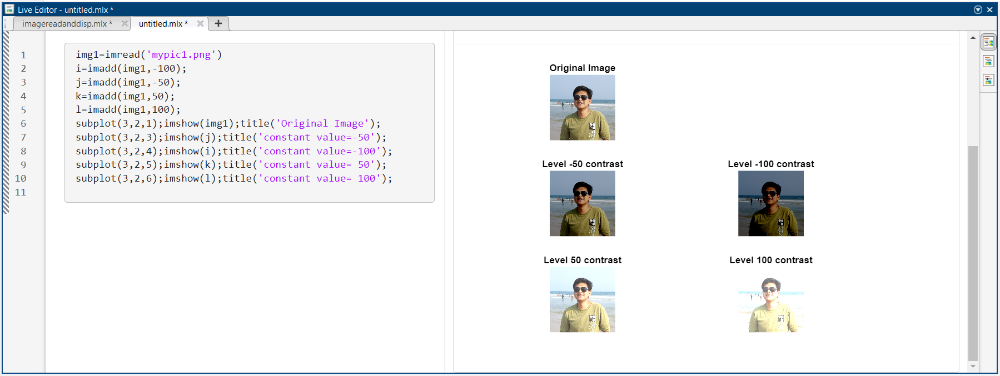 Live Editor - untitled.mlx *
imagereadanddisp.mlx * untitled.mlx * +
1 img1=imread('mypic1.png')
2 i=imadd(img1,-100);
3 j=imadd(img1,-50);
4 k=imadd(img1,50);
5 l=imadd(img1,100);
6 subplot(3,2,1);imshow(img1);title('Original Image');
7 subplot(3,2,3);imshow(j);title('constant value=-50');
8 subplot(3,2,4);imshow(i);title('constant value=-100');
9 subplot(3,2,5);imshow(k);title('constant value= 50');
10 subplot(3,2,6);imshow(l);title('constant value= 100');
11
Original Image
Level -50 contrast Level -100 contrast
Level 50 contrast Level 100 contrast